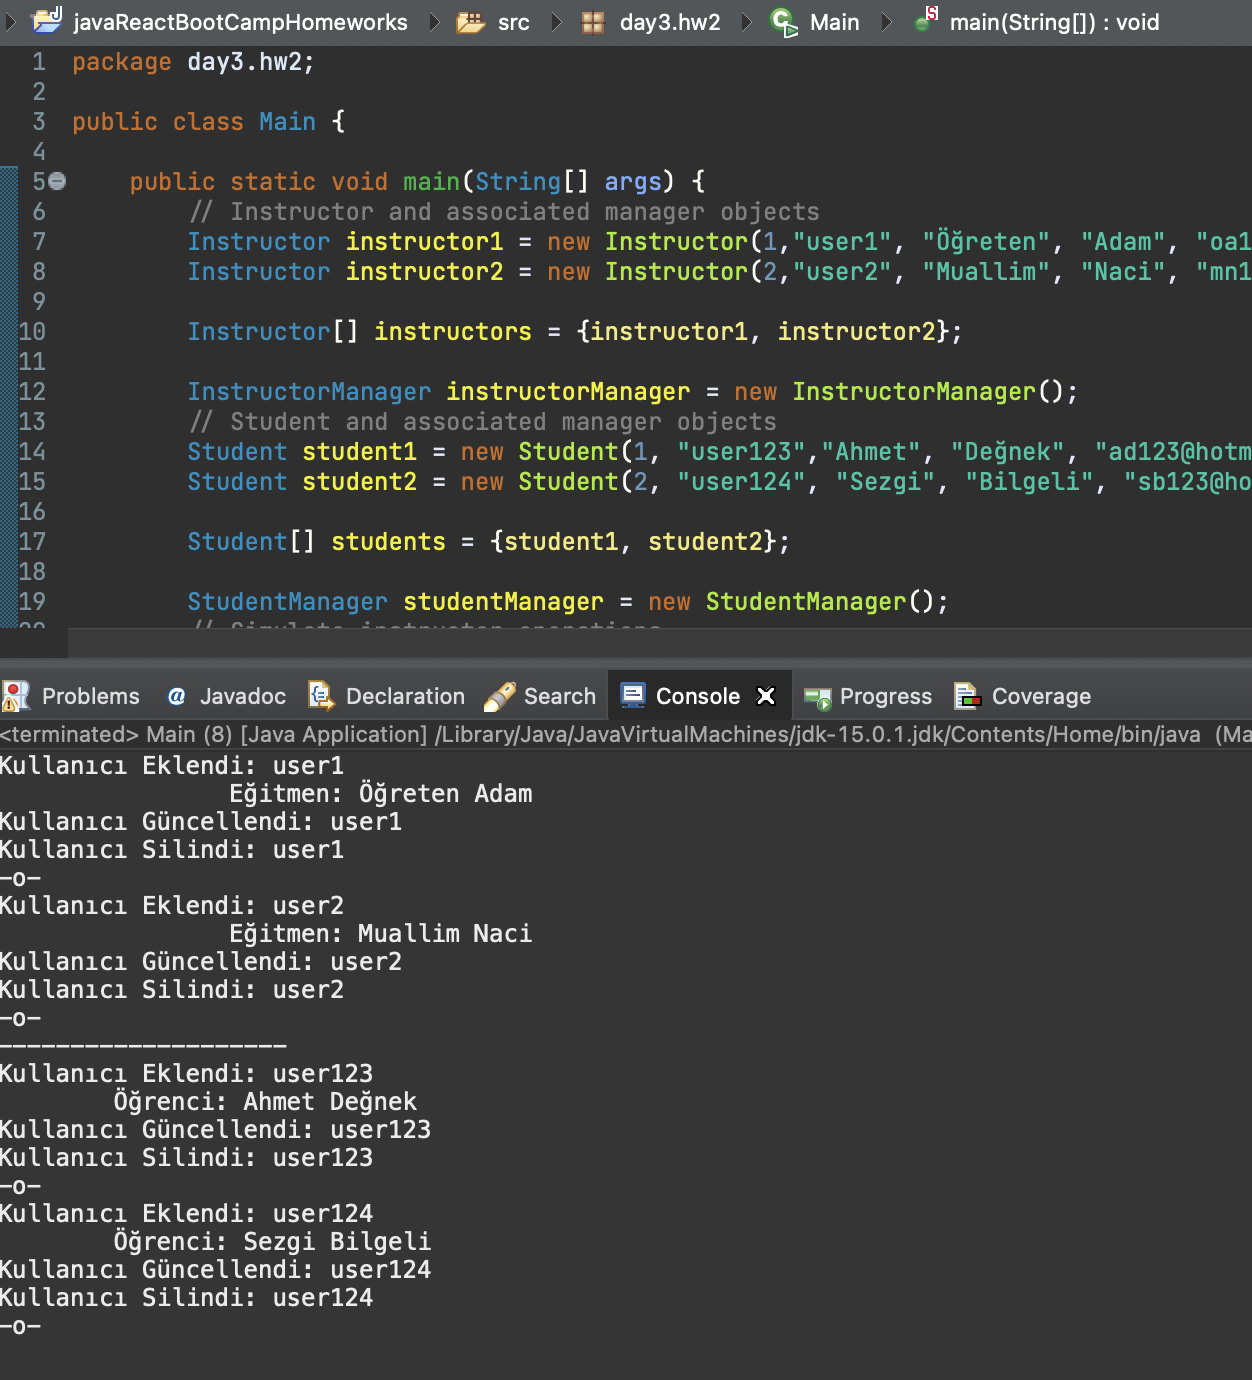 javaReactBootCampHomeworks src day3.hw2 Main main(String[]) : void
1 package day3.hw2;
2
3 public class Main {
4
5 public static void main(String[] args) {
6 // Instructor and associated manager objects
7 Instructor instructor1 = new Instructor(1,"user1", "Öğreten", "Adam", "oa1
8 Instructor instructor2 = new Instructor(2,"user2", "Muallim", "Naci", "mn1
9
10 Instructor[] instructors = {instructor1, instructor2};
11
12 InstructorManager instructorManager = new InstructorManager();
13 // Student and associated manager objects
14 Student student1 = new Student(1, "user123","Ahmet", "Değnek", "ad123@hotm
15 Student student2 = new Student(2, "user124", "Sezgi", "Bilgeli", "sb123@ho
16
17 Student[] students = {student1, student2};
18
19 StudentManager studentManager = new StudentManager();
20 // Simulate instructor operations
Problems Javadoc Declaration Search Console Progress Coverage
<terminated> Main (8) [Java Application] /Library/Java/JavaVirtualMachines/jdk-15.0.1.jdk/Contents/Home/bin/java (Ma
Kullanıcı Eklendi: user1
Eğitmen: Öğreten Adam
Kullanıcı Güncellendi: user1
Kullanıcı Silindi: user1
-o-
Kullanıcı Eklendi: user2
Eğitmen: Muallim Naci
Kullanıcı Güncellendi: user2
Kullanıcı Silindi: user2
-o-
--------------------
Kullanıcı Eklendi: user123
Öğrenci: Ahmet Değnek
Kullanıcı Güncellendi: user123
Kullanıcı Silindi: user123
-o-
Kullanıcı Eklendi: user124
Öğrenci: Sezgi Bilgeli
Kullanıcı Güncellendi: user124
Kullanıcı Silindi: user124
-o-